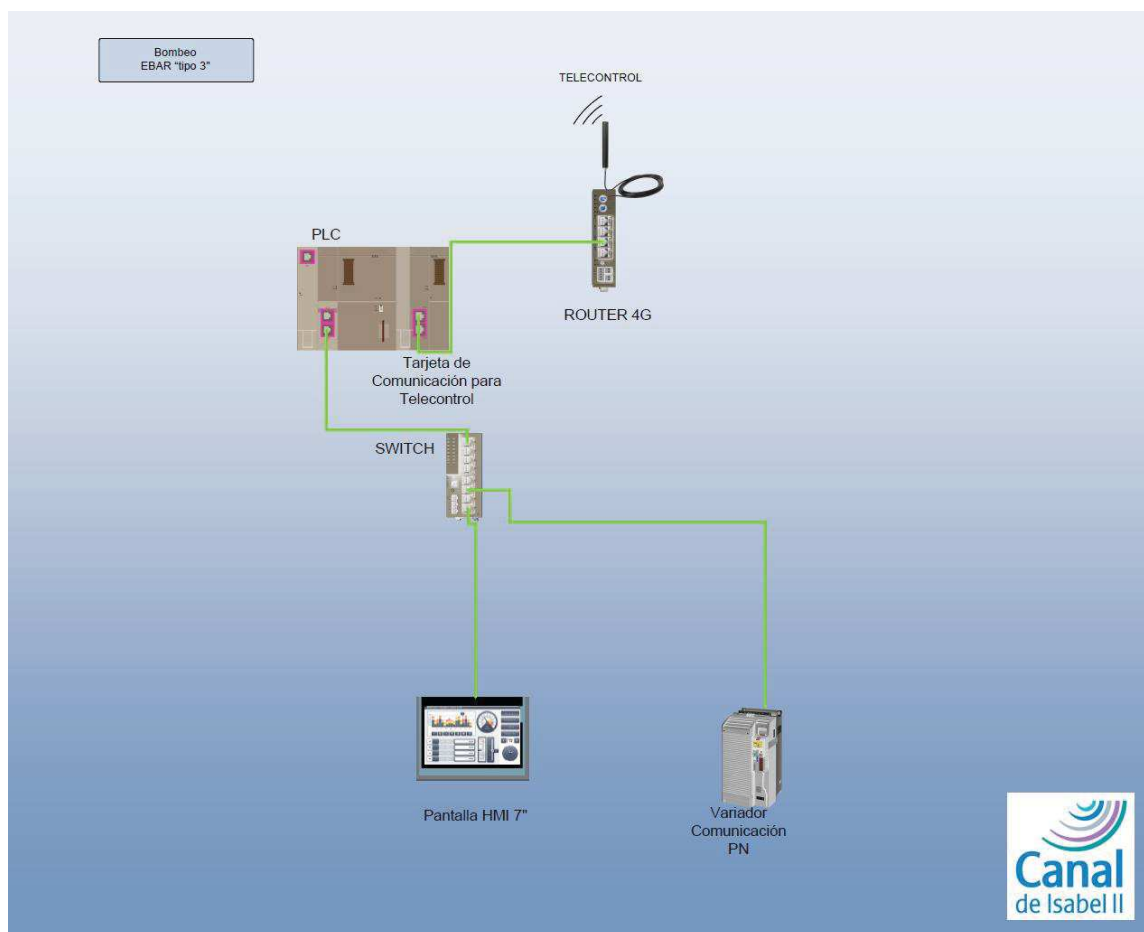 Bombeo
EBAR "tipo 3"
TELECONTROL
PLC
ROUTER 4G
Tarjeta de
Comunicación para
Telecontrol
SWITCH
Pantalla HMI 7"
Variador
Comunicación
PN
Canal
de Isabel II